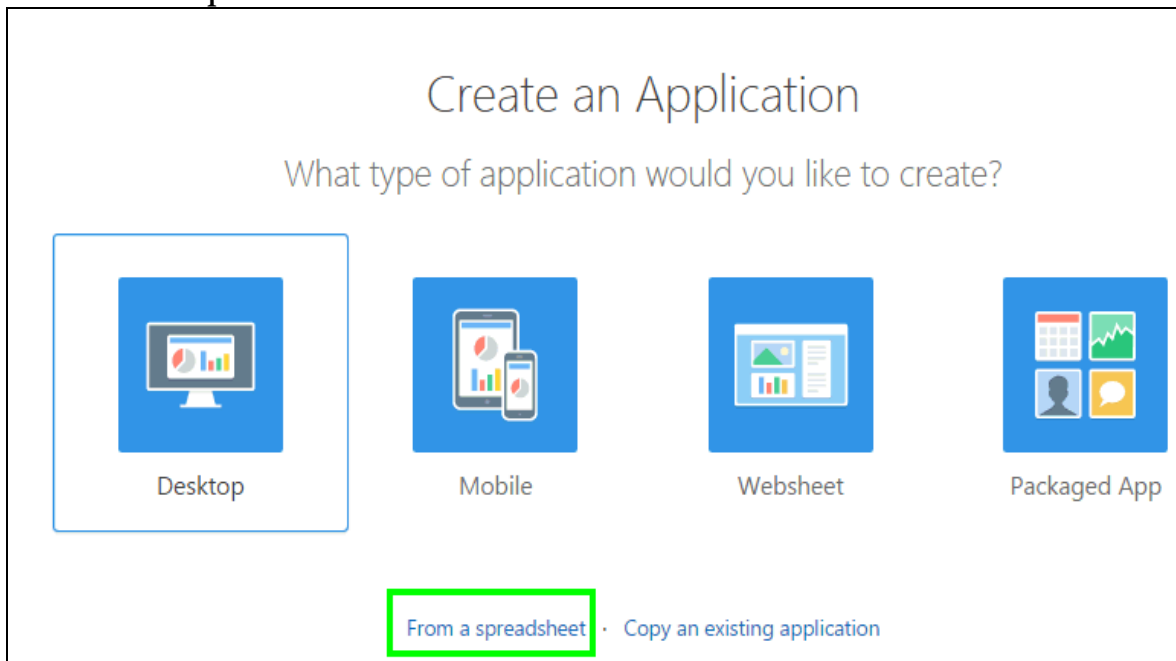 Create an Application
What type of application would you like to create?
Desktop
Mobile
Websheet
Packaged App
From a spreadsheet · Copy an existing application